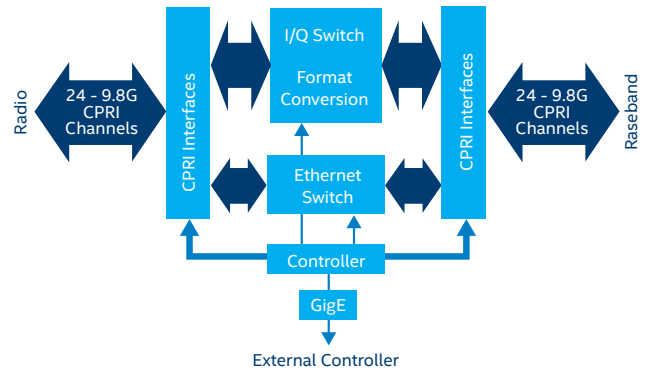 Radio
24 - 9.8G
CPRI
Channels
CPRI Interfaces
I/Q Switch
Format
Conversion
Ethernet
Switch
Controller
GigE
External Controller
CPRI Interfaces
24 - 9.8G
CPRI
Channels
Raseband